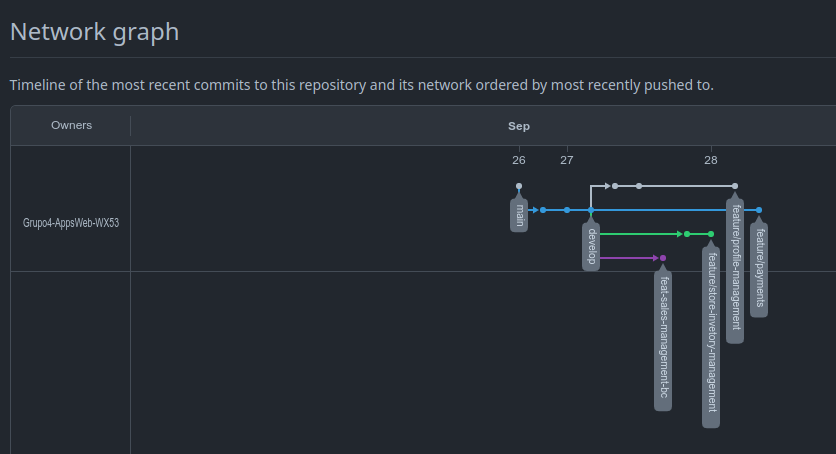 Network graph
Timeline of the most recent commits to this repository and its network ordered by most recently pushed to.
Owners
Sep
26
27
28
Grupo4-AppsWeb-WX53
main
develop
feat-sales-management-bc
feature/store-invetory-management
feature/profile-management
feature/payments